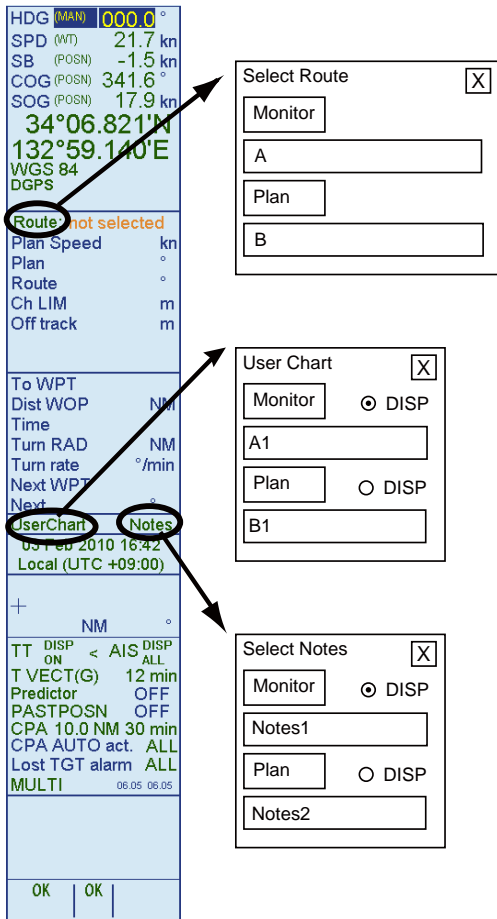 HDG (MAN) 000.0 °
SPD (WT) 21.7 kn
SB (POSN) -1.5 kn
COG (POSN) 341.6 °
SOG (POSN) 17.9 kn
34°06.821'N
132°59.140'E
WGS 84
DGPS
Route: not selected
Plan Speed kn
Plan °
Route °
Ch LIM m
Off track m
To WPT
Dist WOP NM
Time
Turn RAD NM
Turn rate °/min
Next WPT
Next °
UserChart Notes
03 Feb 2010 16:42
Local (UTC +09:00)
+
NM °
TT DISP ON < AIS DISP ALL
T VECT(G) 12 min
Predictor OFF
PASTPOSN OFF
CPA 10.0 NM 30 min
CPA AUTO act. ALL
Lost TGT alarm ALL
MULTI 06.05 06.05
OK OK
Select Route X
Monitor
A
Plan
B
User Chart X
Monitor DISP
A1
Plan DISP
B1
Select Notes X
Monitor DISP
Notes1
Plan DISP
Notes2